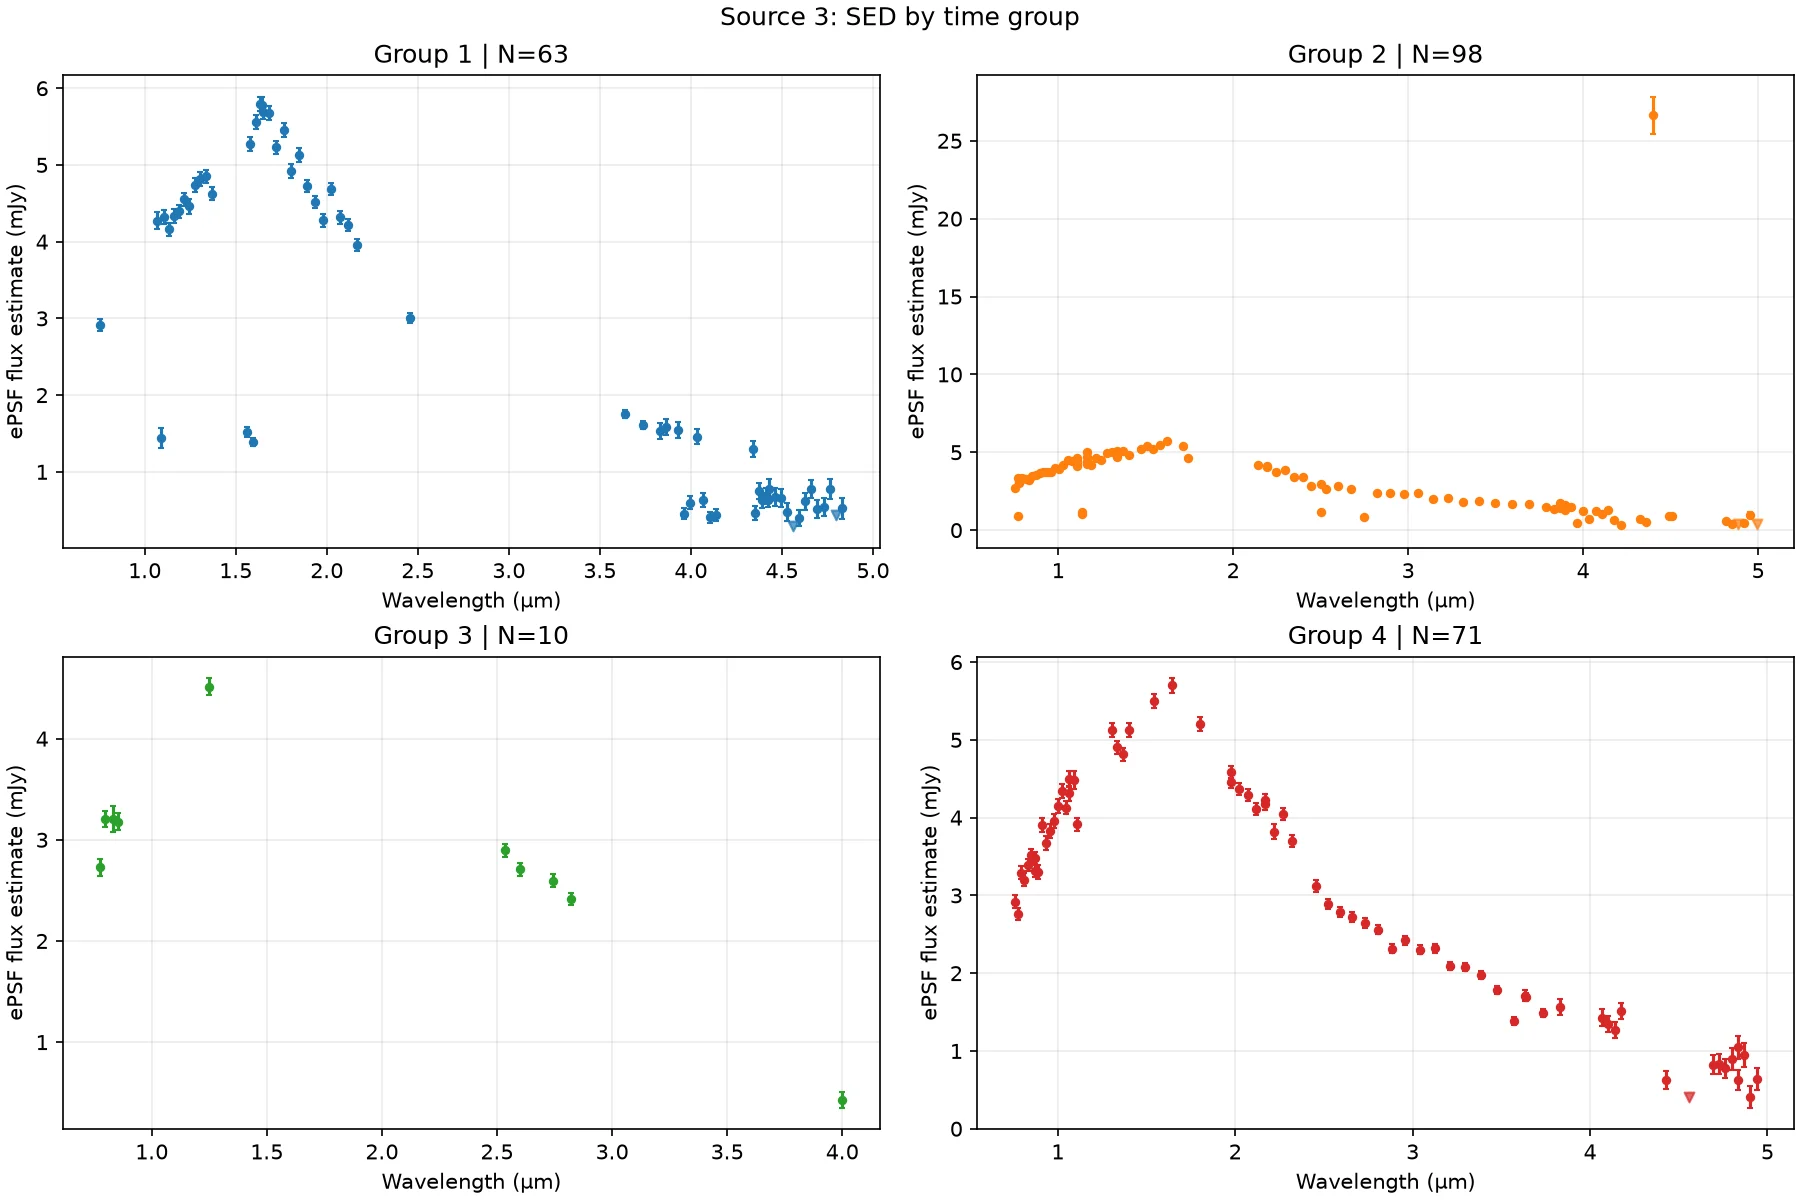 Source 3: SED by time group
Group 1 | N=63
ePSF flux estimate (mJy)
6
5
4
3
2
1
1.0 1.5 2.0 2.5 3.0 3.5 4.0 4.5 5.0
Wavelength (µm)
Group 2 | N=98
ePSF flux estimate (mJy)
25
20
15
10
5
0
1 2 3 4 5
Wavelength (µm)
Group 3 | N=10
ePSF flux estimate (mJy)
4
3
2
1
1.0 1.5 2.0 2.5 3.0 3.5 4.0
Wavelength (µm)
Group 4 | N=71
ePSF flux estimate (mJy)
6
5
4
3
2
1
0
1 2 3 4 5
Wavelength (µm)